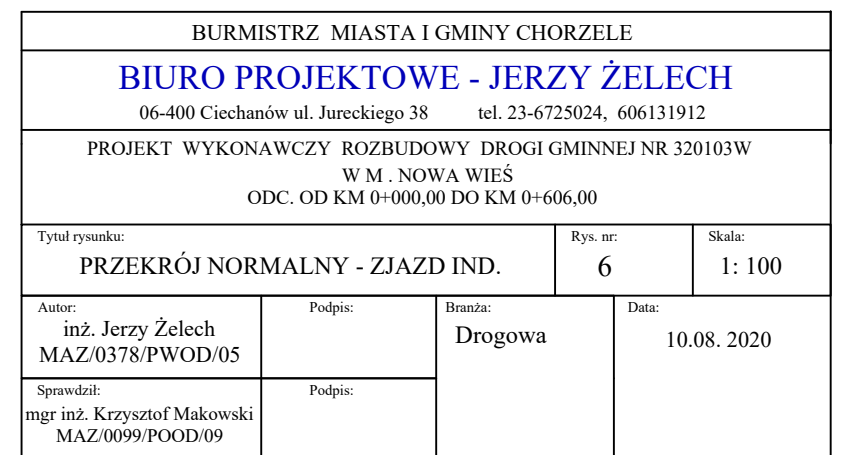 BURMISTRZ MIASTA I GMINY CHORZELE
BIURO PROJEKTOWE - JERZY ŻELECH
06-400 Ciechanów ul. Jureckiego 38 tel. 23-6725024, 606131912
PROJEKT WYKONAWCZY ROZBUDOWY DROGI GMINNEJ NR 320103W
W M . NOWA WIEŚ
ODC. OD KM 0+000,00 DO KM 0+606,00
Tytuł rysunku: Rys. nr: Skala:
PRZEKRÓJ NORMALNY - ZJAZD IND. 6 1: 100
Autor: Podpis: Branża: Data:
inż. Jerzy Żelech Drogowa 10.08. 2020
MAZ/0378/PWOD/05
Sprawdził: Podpis:
mgr inż. Krzysztof Makowski
MAZ/0099/POOD/09